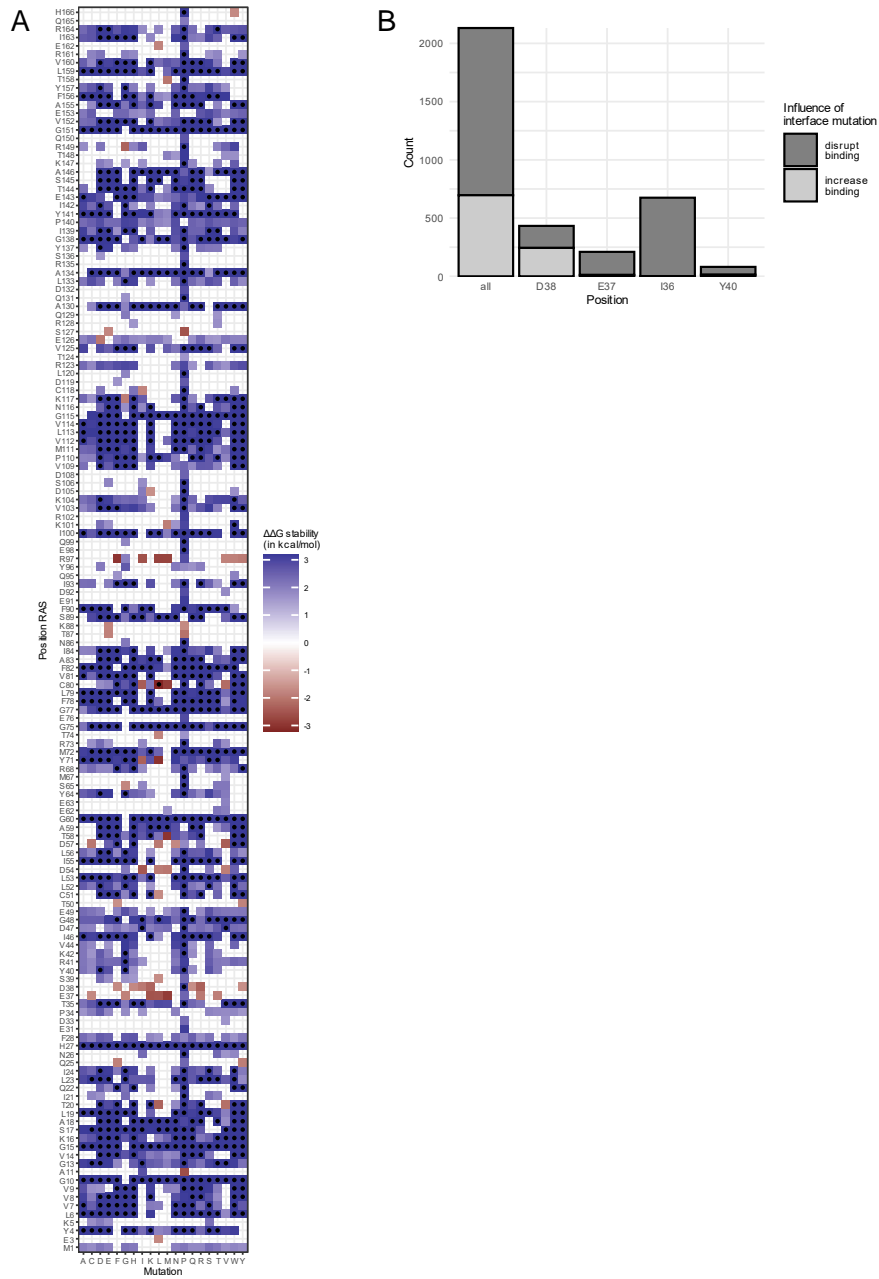 A
B
H166
Q165
R164
I163
E162
R161
V160
L159
T158
Y157
F156
A155
E153
V152
G151
Q150
R149
T148
K147
A146
S145
T144
E143
I142
Y141
P140
I139
G138
Y137
S136
R135
A134
L133
D132
Q131
A130
Q129
R128
S127
E126
V125
T124
R123
L120
D119
C118
K117
N116
G115
V114
L113
V112
M111
P110
V109
D108
S106
D105
K104
V103
R102
K101
I100
Q99
E98
R97
Y96
Q95
I93
D92
E91
F90
S89
K88
T87
N86
I84
A83
F82
V81
C80
L79
F78
G77
E76
G75
T74
R73
M72
Y71
R68
M67
S65
Y64
E63
E62
G60
A59
T58
D57
L56
I55
D54
L53
L52
C51
T50
E49
G48
D47
I46
V44
K42
R41
Y40
S39
D38
E37
T35
P34
D33
E31
F28
H27
N26
Q25
I24
L23
Q22
I21
T20
L19
A18
S17
K16
G15
V14
G13
A11
G10
V9
V8
V7
L6
K5
Y4
E3
M1
Position RAS
A C D E F G H I K L M N P Q R S T V W Y
Mutation
ΔΔG stability
(in kcal/mol)
3
2
1
0
-1
-2
-3
2000
1500
1000
500
0
Count
all D38 E37 I36 Y40
Position
Influence of
interface mutation
disrupt
binding
increase
binding